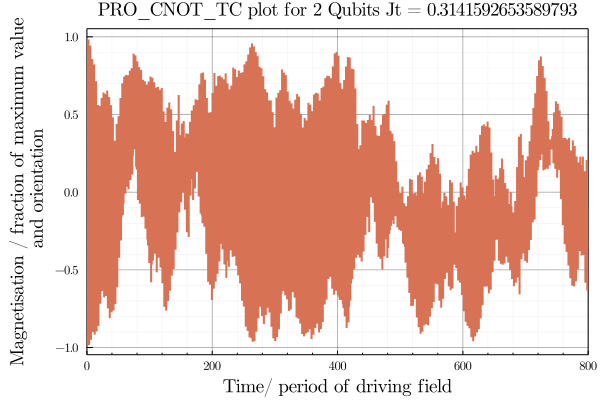 PRO_CNOT_TC plot for 2 Qubits Jt = 0.3141592653589793
Magnetisation / fraction of maximum value
and orientation
1.0
0.5
0.0
−0.5
−1.0
0 200 400 600 800
Time/ period of driving field